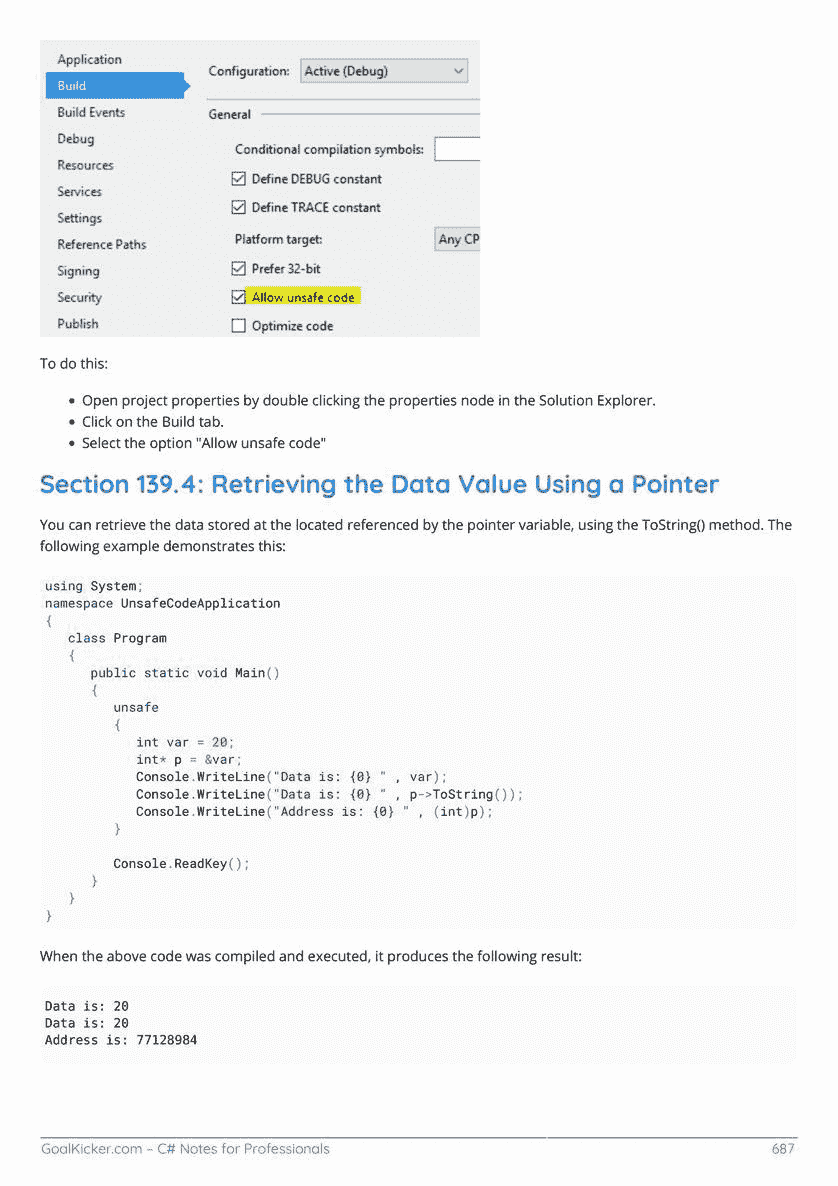 Application
Build
Build Events
Debug
Resources
Services
Settings
Reference Paths
Signing
Security
Publish
Configuration: Active (Debug)
General
Conditional compilation symbols:
Define DEBUG constant
Define TRACE constant
Platform target: Any CP
Prefer 32-bit
Allow unsafe code
Optimize code
To do this:
• Open project properties by double clicking the properties node in the Solution Explorer.
• Click on the Build tab.
• Select the option "Allow unsafe code"
Section 139.4: Retrieving the Data Value Using a Pointer
You can retrieve the data stored at the located referenced by the pointer variable, using the ToString() method. The
following example demonstrates this:
using System;
namespace UnsafeCodeApplication
{
   class Program
   {
      public static void Main()
      {
         unsafe
         {
            int var = 20;
            int* p = &var;
            Console.WriteLine("Data is: {0} " , var);
            Console.WriteLine("Data is: {0} " , p->ToString());
            Console.WriteLine("Address is: {0} " , (int)p);
         }
         Console.ReadKey();
      }
   }
}
When the above code was compiled and executed, it produces the following result:
Data is: 20
Data is: 20
Address is: 77128984
GoalKicker.com – C# Notes for Professionals 687